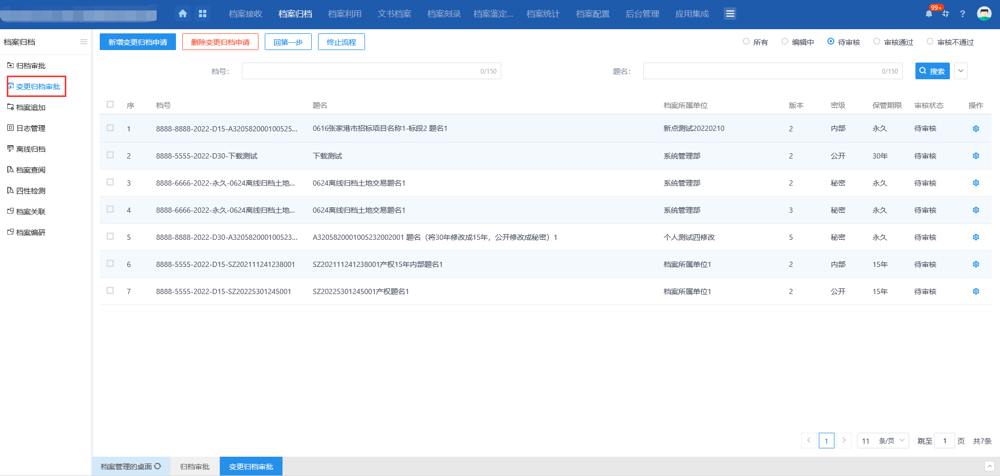 档案接收 档案归档 档案利用 文书档案 档案刻录 档案鉴定... 档案统计 档案配置 后台管理 应用集成 99+ ?
档案归档
归档审批
变更归档审批
档案追加
日志管理
离线归档
档案查阅
四性检测
档案关联
档案编研
新增变更归档申请 删除变更归档申请 回第一步 终止流程 所有 编辑中 待审核 审核通过 审核不通过
档号： 0/150 题名： 0/150 搜索
序 档号 题名 档案所属单位 版本 密级 保管期限 审核状态 操作
1 8888-8888-2022-D15-A320582000100525... 0616张家港市招标项目名称1-标段2 题名1 新点测试20220210 2 内部 永久 待审核
2 8888-5555-2022-D30-下载测试 下载测试 系统管理部 2 公开 30年 待审核
3 8888-6666-2022-永久-0624离线归档土地... 0624离线归档土地交易题名1 系统管理部 2 秘密 永久 待审核
4 8888-6666-2022-永久-0624离线归档土地... 0624离线归档土地交易题名1 系统管理部 3 秘密 永久 待审核
5 8888-8888-2022-D30-A320582000100523... A3205820001005232002001 题名（将30年修改成15年，公开修改成秘密）1 个人测试四修改 5 秘密 永久 待审核
6 8888-5555-2022-D15-SZ202111241238001 SZ202111241238001产权15年内部题名1 档案所属单位1 2 内部 15年 待审核
7 8888-5555-2022-D15-SZ20225301245001 SZ20225301245001产权题名1 档案所属单位1 2 公开 15年 待审核
1 11 条/页 跳至 1 页 共7条
档案管理的桌面 归档审批 变更归档审批